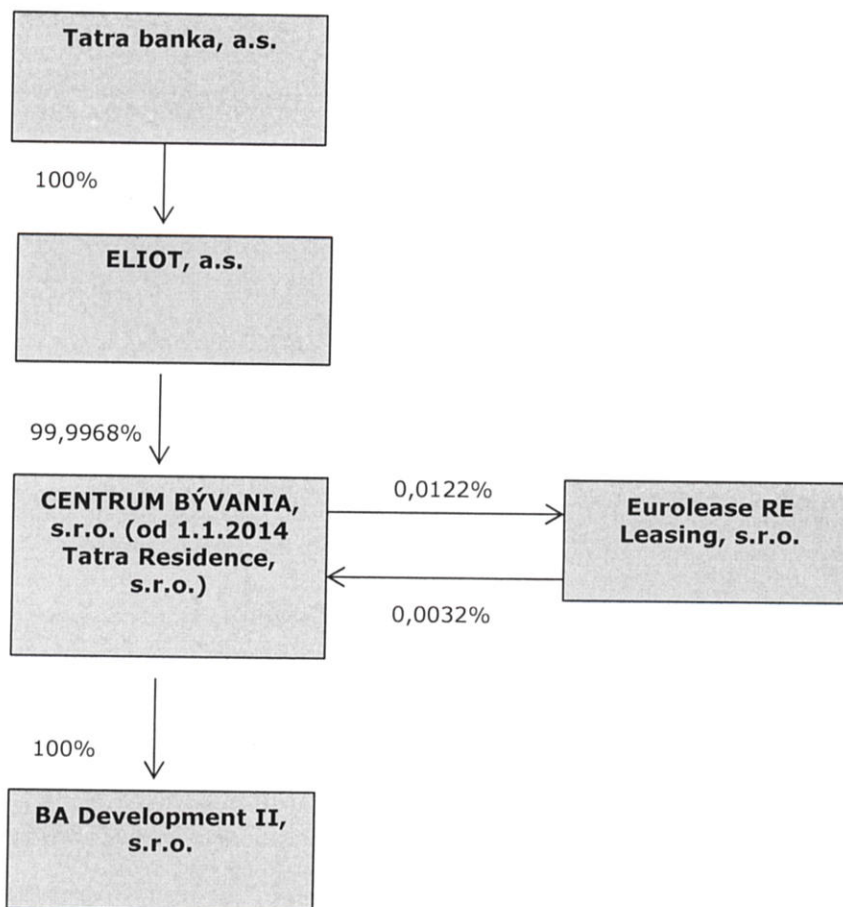 Tatra banka, a.s.
100%
ELIOT, a.s.
99,9968%
CENTRUM BÝVANIA,
s.r.o. (od 1.1.2014
Tatra Residence,
s.r.o.)
0,0122%
Eurolease RE
Leasing, s.r.o.
0,0032%
100%
BA Development II,
s.r.o.